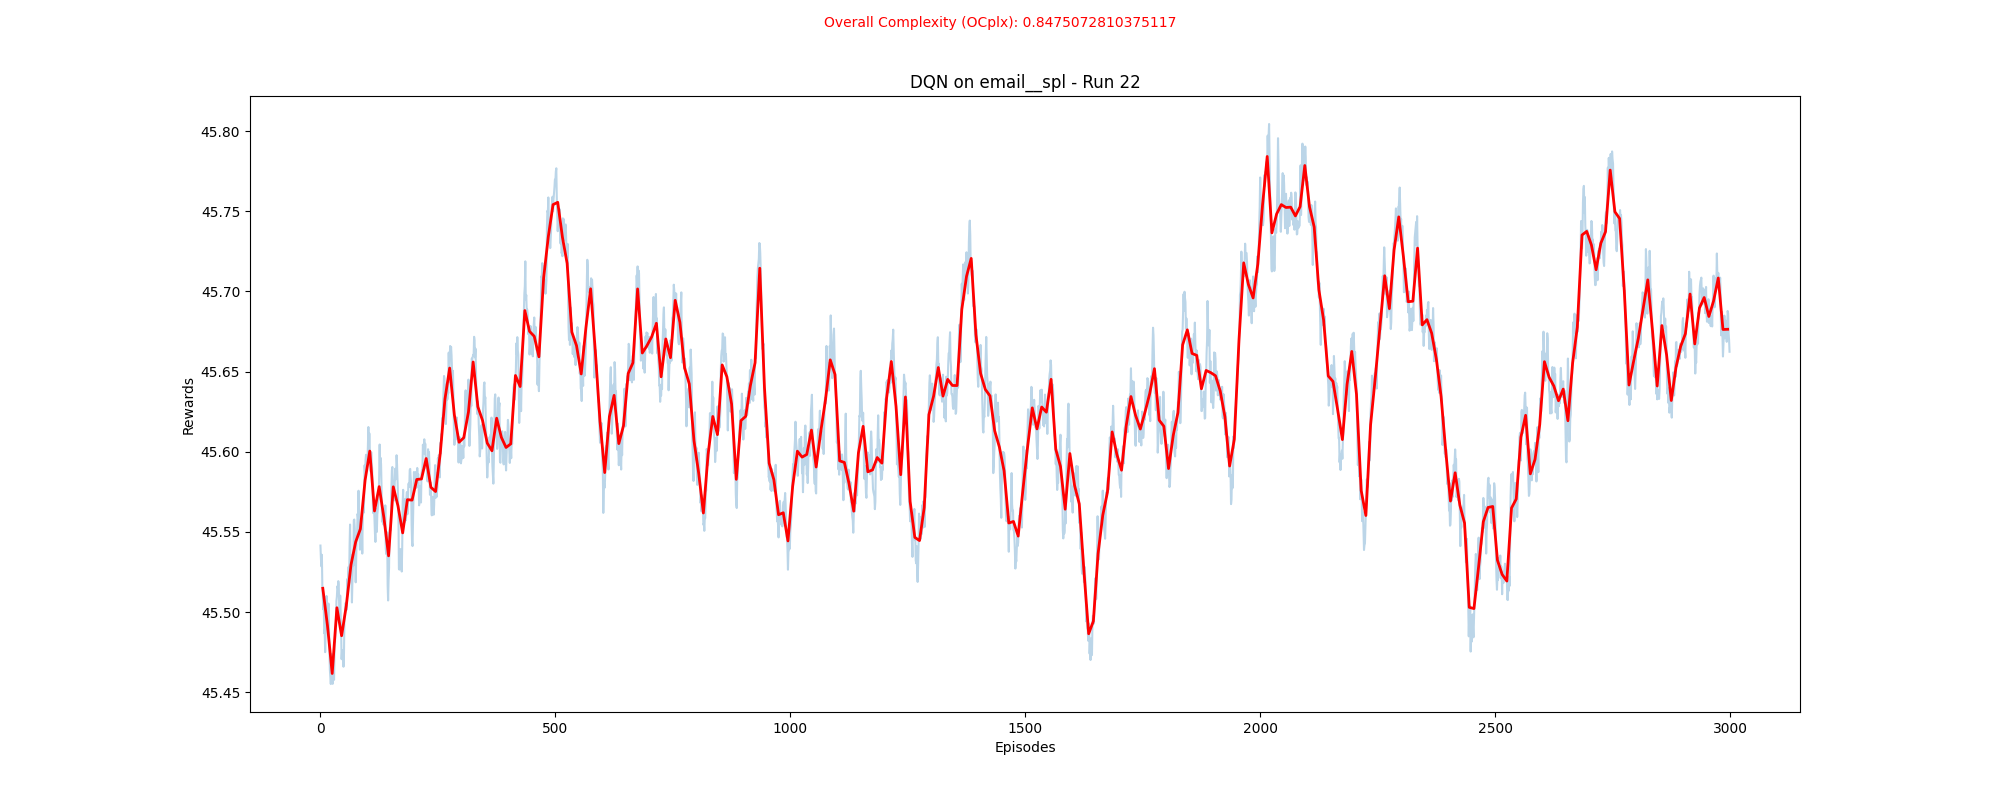 Overall Complexity (OCplx): 0.8475072810375117
DQN on email__spl - Run 22
45.80
45.75
45.70
45.65
45.60
45.55
45.50
45.45
Rewards
0 500 1000 1500 2000 2500 3000
Episodes